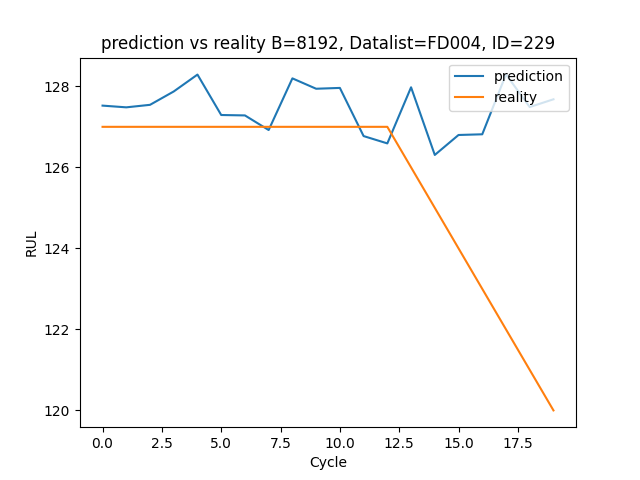 prediction vs reality B=8192, Datalist=FD004, ID=229
prediction
reality
128
126
124
122
120
RUL
0.0 2.5 5.0 7.5 10.0 12.5 15.0 17.5
Cycle